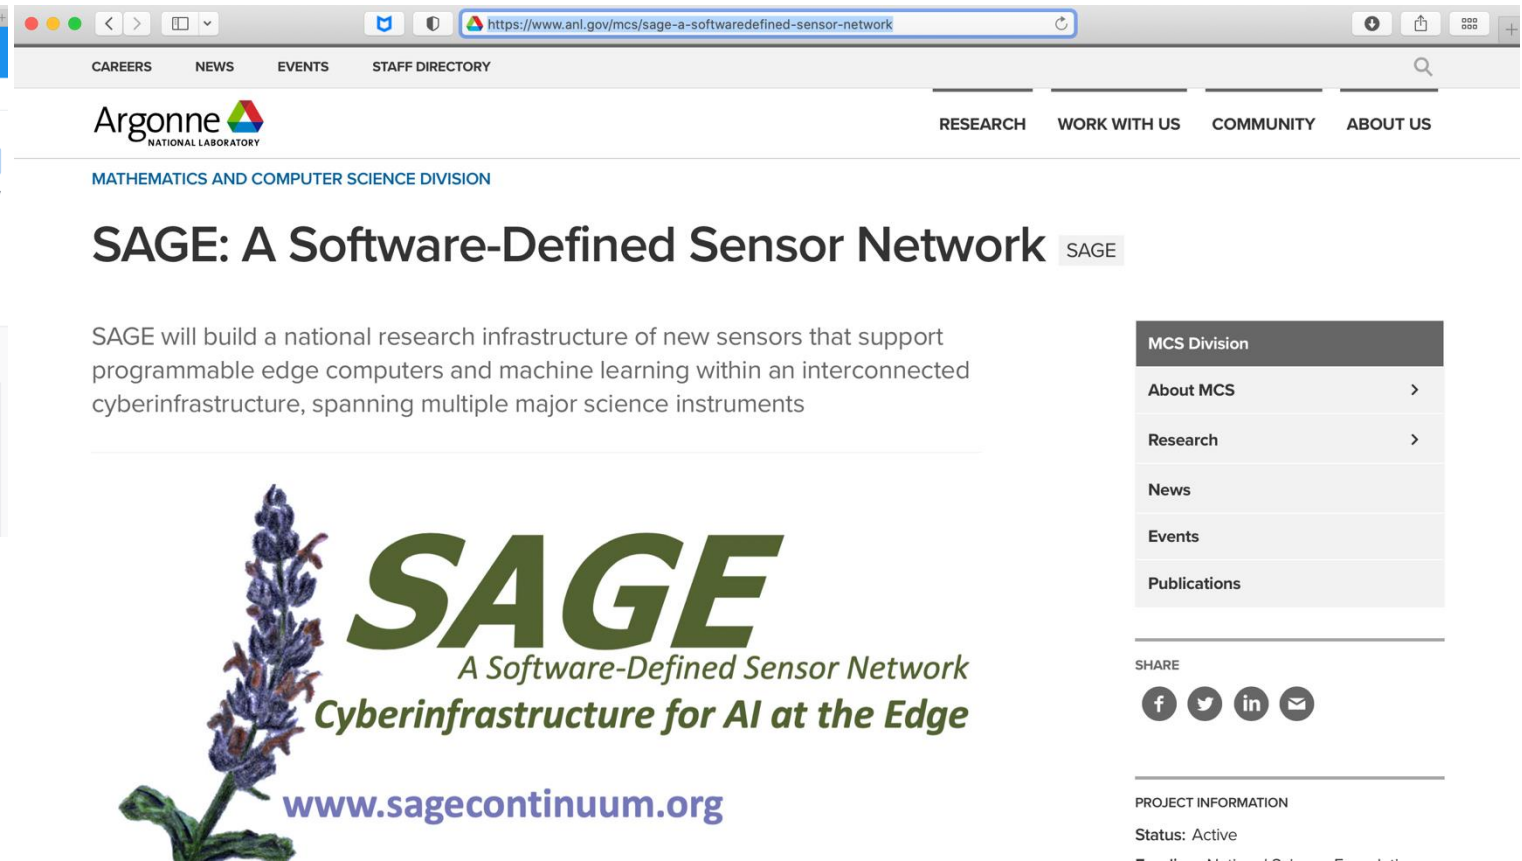 https://www.anl.gov/mcs/sage-a-softwaredefined-sensor-network
CAREERS NEWS EVENTS STAFF DIRECTORY
Argonne
NATIONAL LABORATORY
RESEARCH WORK WITH US COMMUNITY ABOUT US
MATHEMATICS AND COMPUTER SCIENCE DIVISION
SAGE: A Software-Defined Sensor Network SAGE
SAGE will build a national research infrastructure of new sensors that support
programmable edge computers and machine learning within an interconnected
cyberinfrastructure, spanning multiple major science instruments
SAGE
A Software-Defined Sensor Network
Cyberinfrastructure for AI at the Edge
www.sagecontinuum.org
MCS Division
About MCS
Research
News
Events
Publications
SHARE
PROJECT INFORMATION
Status: Active